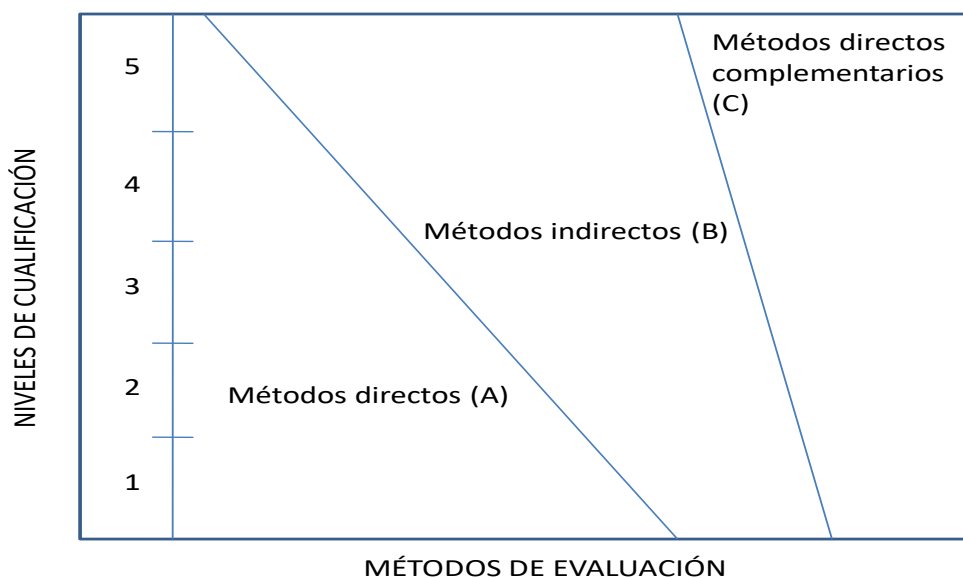 NIVELES DE CUALIFICACIÓN
5
4
3
2
1
Métodos directos
complementarios
(C)
Métodos indirectos (B)
Métodos directos (A)
MÉTODOS DE EVALUACIÓN